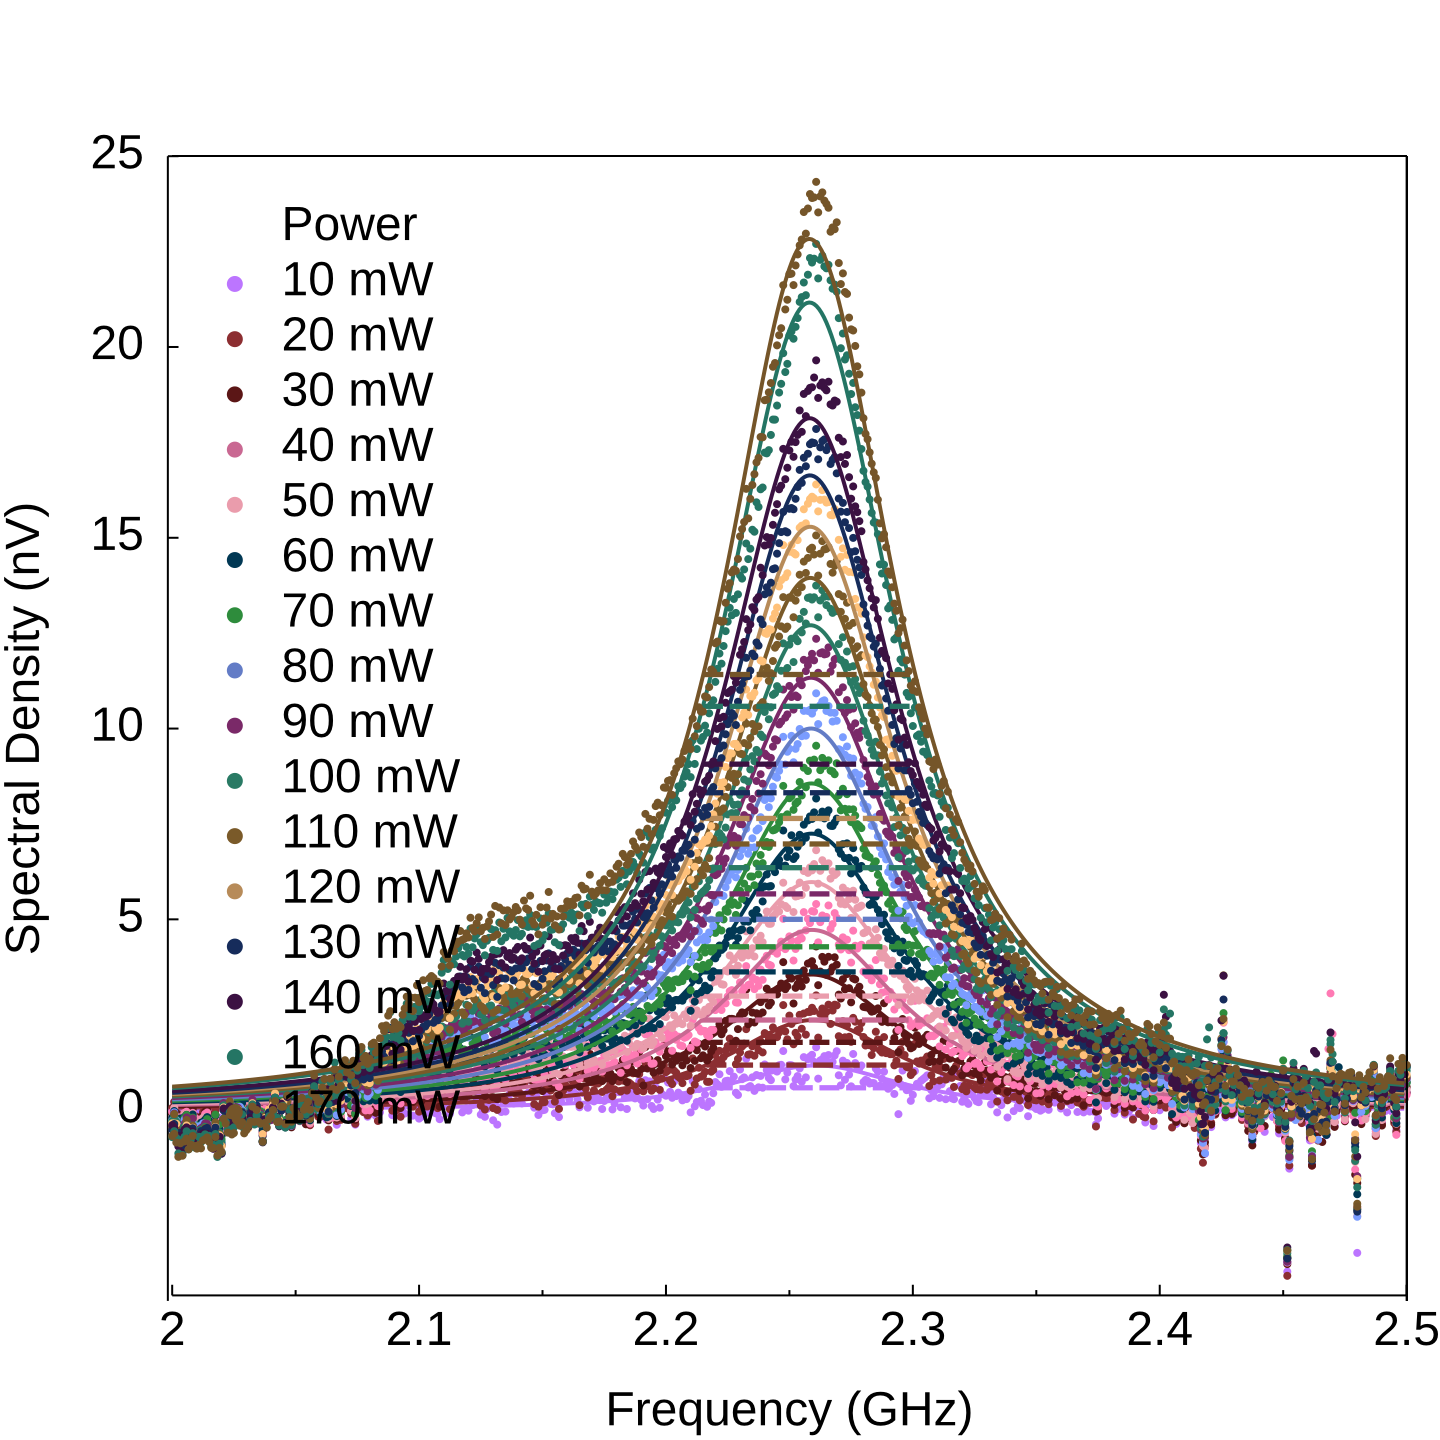 25
20
15
10
5
0
Spectral Density (nV)
Power
10 mW
20 mW
30 mW
40 mW
50 mW
60 mW
70 mW
80 mW
90 mW
100 mW
110 mW
120 mW
130 mW
140 mW
160 mW
170 mW
2 2.1 2.2 2.3 2.4 2.5
Frequency (GHz)